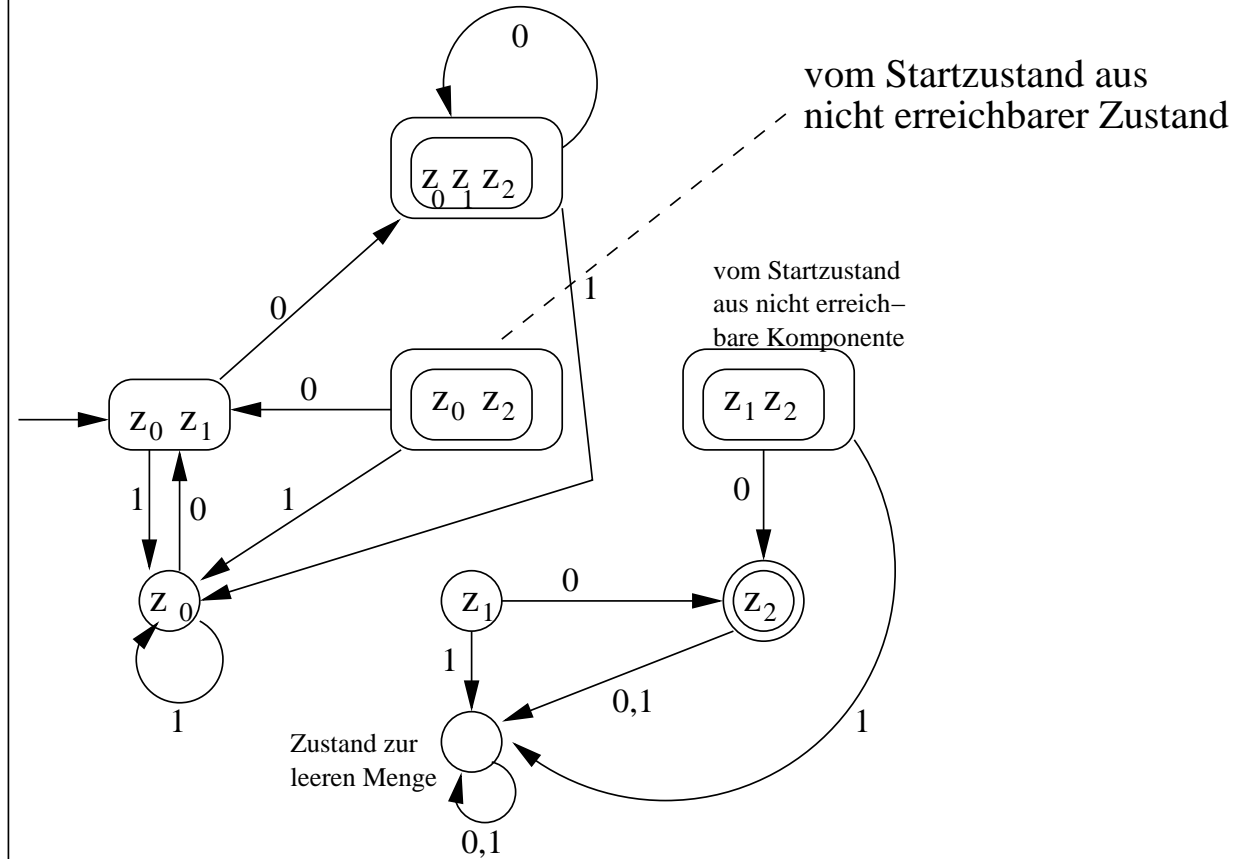 0
vom Startzustand aus
nicht erreichbarer Zustand
z₀ z₁ z₂
vom Startzustand
aus nicht erreich–
bare Komponente
1
0
0
z₀ z₂
z₁ z₂
z₀ z₁
1
0
1
0
0
z₀
z₁
z₂
1
0,1
1
1
Zustand zur
leeren Menge
0,1